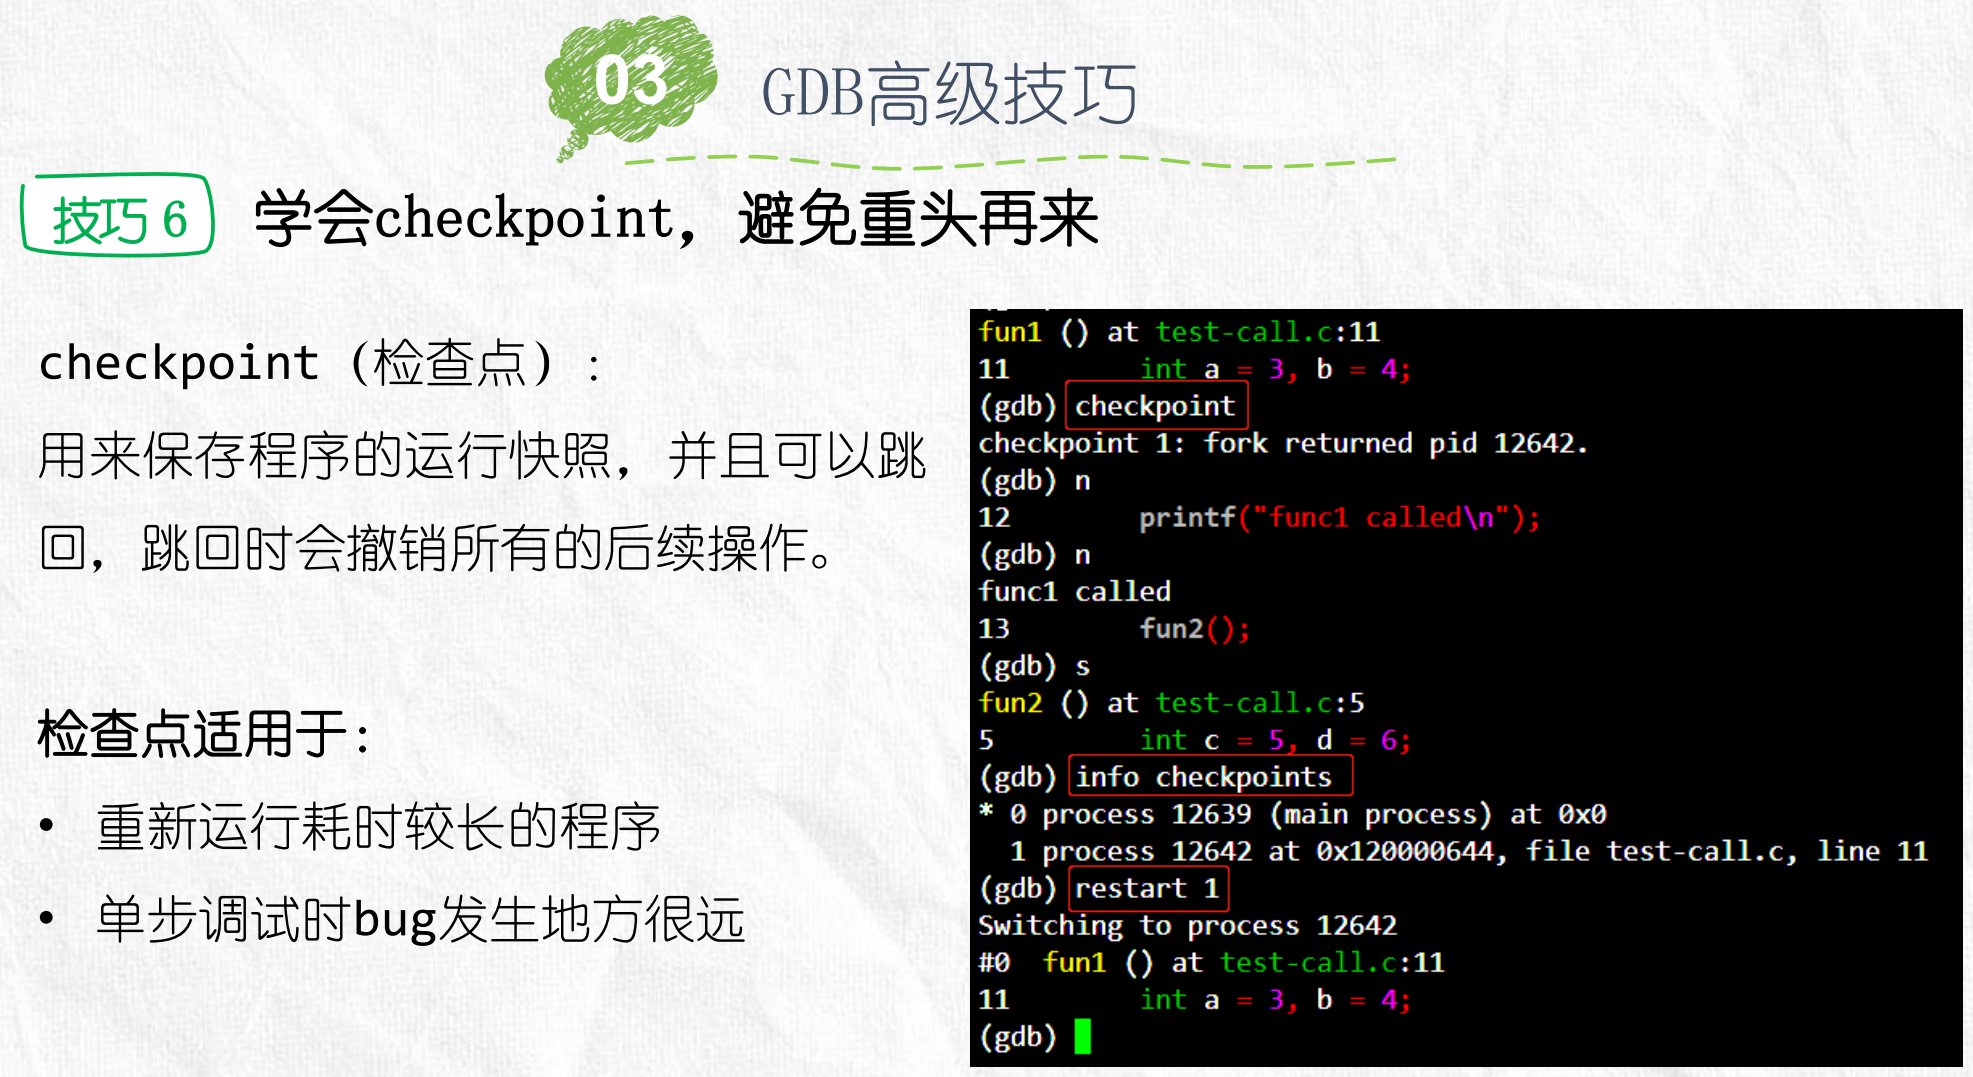 03
GDB高级技巧
技巧6
学会checkpoint，避免重头再来
checkpoint（检查点）：
用来保存程序的运行快照，并且可以跳
回，跳回时会撤销所有的后续操作。
检查点适用于：
• 重新运行耗时较长的程序
• 单步调试时bug发生地方很远
fun1 () at test-call.c:11
11        int a = 3, b = 4;
(gdb) checkpoint
checkpoint 1: fork returned pid 12642.
(gdb) n
12        printf("func1 called\n");
(gdb) n
func1 called
13        fun2();
(gdb) s
fun2 () at test-call.c:5
5         int c = 5, d = 6;
(gdb) info checkpoints
* 0 process 12639 (main process) at 0x0
  1 process 12642 at 0x120000644, file test-call.c, line 11
(gdb) restart 1
Switching to process 12642
#0  fun1 () at test-call.c:11
11        int a = 3, b = 4;
(gdb)